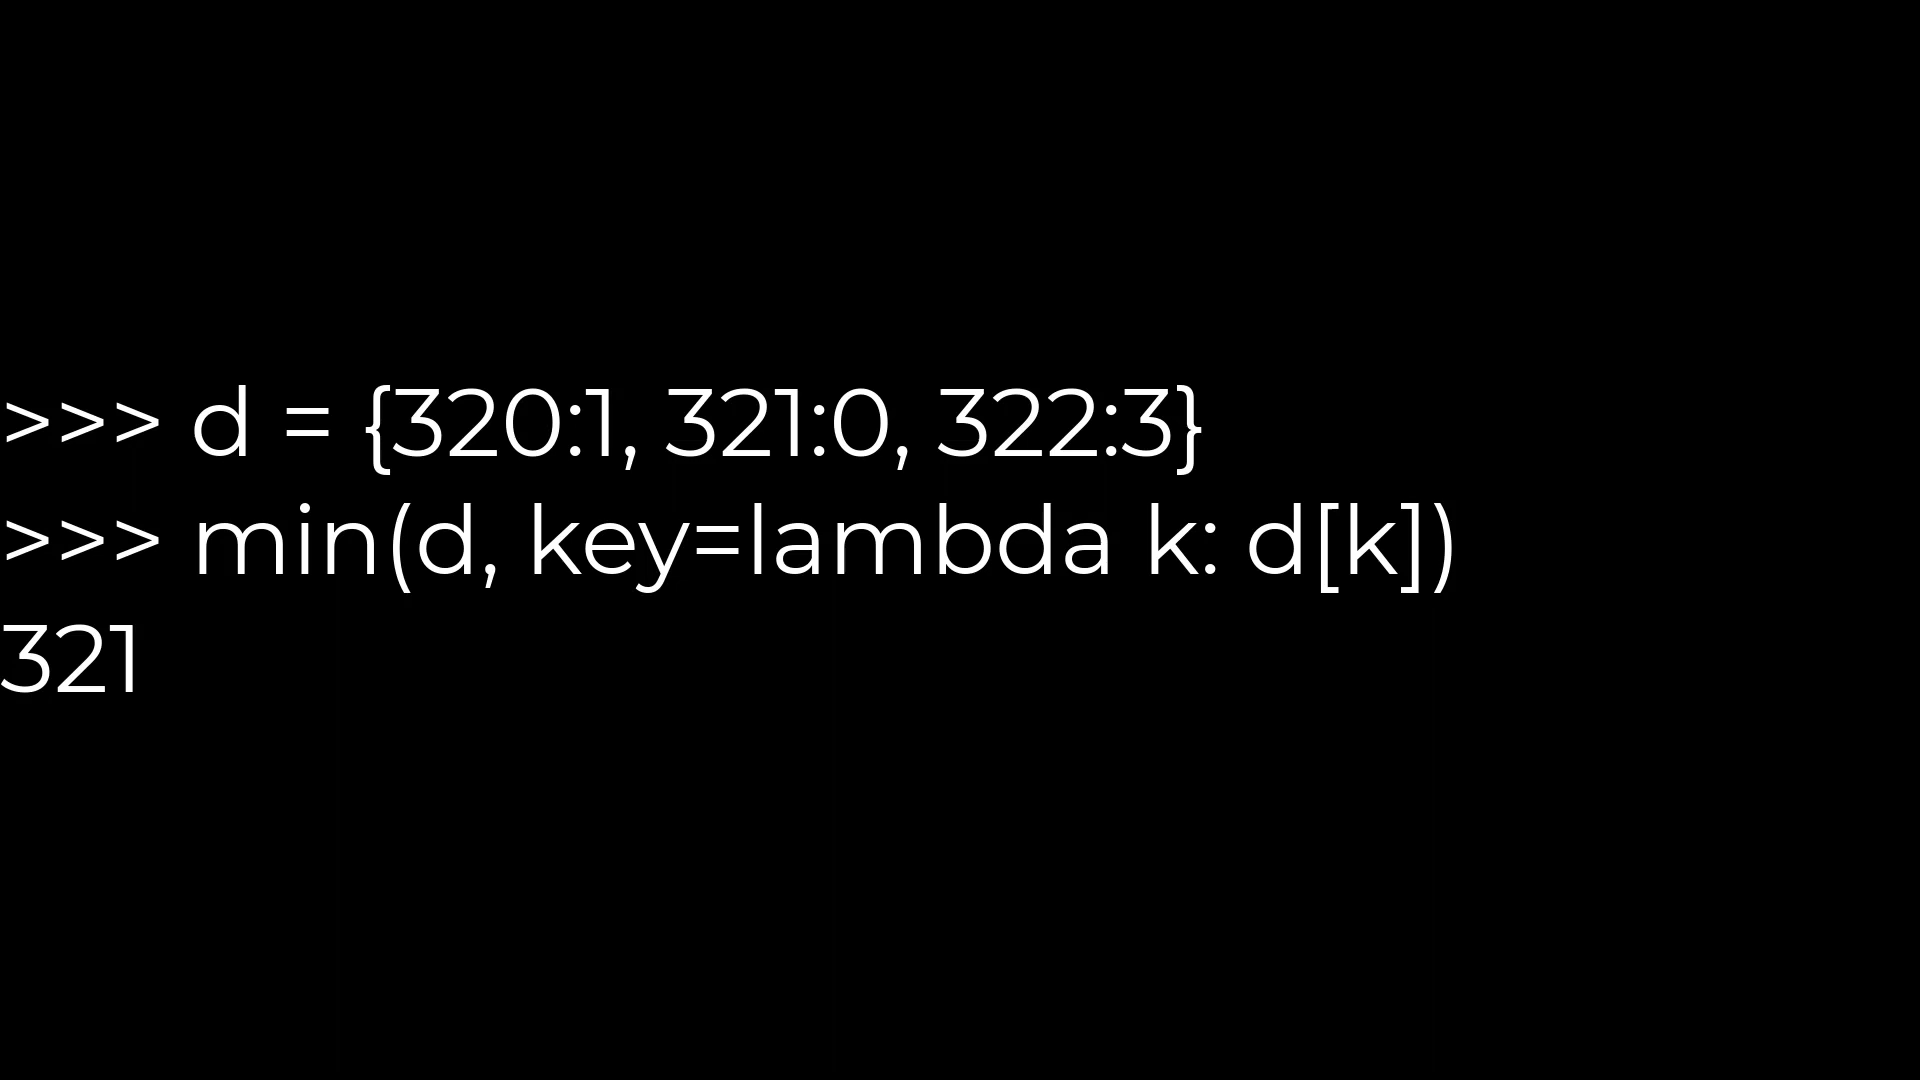 >>> d = {320:1, 321:0, 322:3}
>>> min(d, key=lambda k: d[k])
321